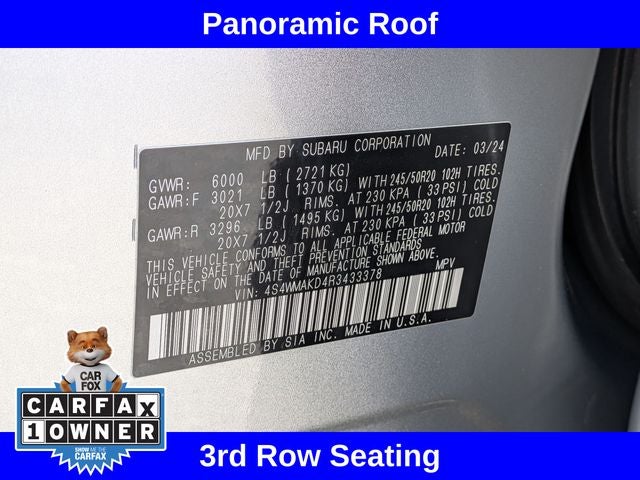 Panoramic Roof
MFD BY SUBARU CORPORATION
DATE: 03/24
GVWR: 6000 LB ( 2721 KG)
GAWR:F 3021 LB ( 1370 KG) WITH 245/50R20 102H TIRES.
20X7 1/2J RIMS. AT 230 KPA ( 33 PSI) COLD
GAWR:R 3296 LB ( 1495 KG) WITH 245/50R20 102H TIRES.
20X7 1/2J RIMS. AT 230 KPA ( 33 PSI) COLD
THIS VEHICLE CONFORMS TO ALL APPLICABLE FEDERAL MOTOR
VEHICLE SAFETY AND THEFT PREVENTION STANDARDS
IN EFFECT ON THE DATE OF MANUFACTURE SHOWN ABOVE.
VIN: 4S4WMAKD4R3433378
MPV
ASSEMBLED BY SIA INC. MADE IN U.S.A.
CAR
FOX
CARFAX
1 OWNER
SHOW ME THE
CARFAX
3rd Row Seating